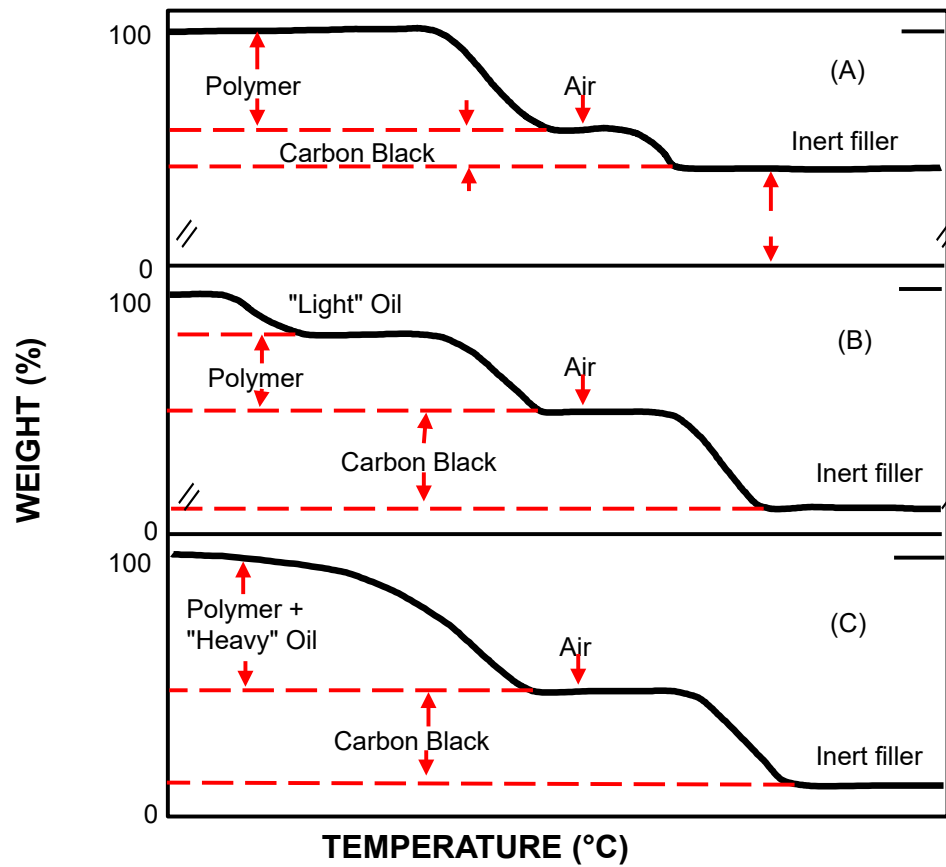 100
Polymer
Air
(A)
Carbon Black
Inert filler
0
100
"Light" Oil
(B)
Polymer
Air
Carbon Black
Inert filler
0
100
Polymer +
"Heavy" Oil
(C)
Air
Carbon Black
Inert filler
0
WEIGHT (%)
TEMPERATURE (°C)